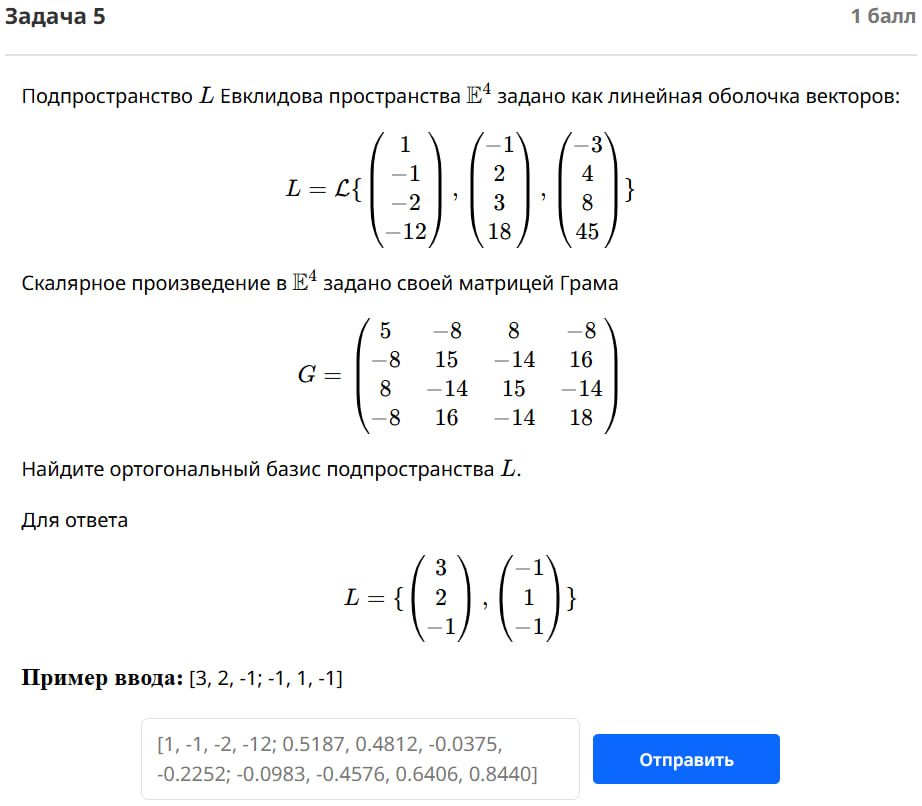 Задача 5
1 балл
Подпространство L Евклидова пространства 𝔼⁴ задано как линейная оболочка векторов:
L = ℒ{ (1, −1, −2, −12), (−1, 2, 3, 18), (−3, 4, 8, 45) }
Скалярное произведение в 𝔼⁴ задано своей матрицей Грама
G =
5 −8 8 −8
−8 15 −14 16
8 −14 15 −14
−8 16 −14 18
Найдите ортогональный базис подпространства L.
Для ответа
L = { (3, 2, −1), (−1, 1, −1) }
Пример ввода: [3, 2, -1; -1, 1, -1]
[1, -1, -2, -12; 0.5187, 0.4812, -0.0375,
-0.2252; -0.0983, -0.4576, 0.6406, 0.8440]
Отправить